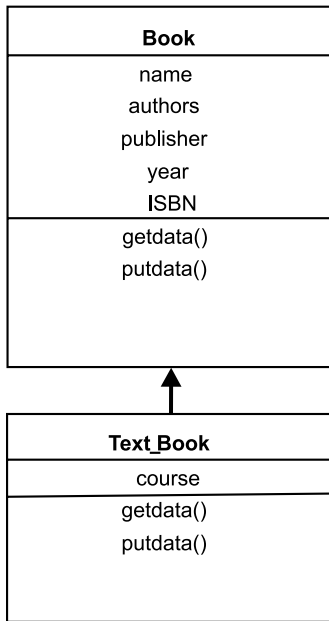 Book
name
authors
publisher
year
ISBN
getdata()
putdata()
Text_Book
course
getdata()
putdata()